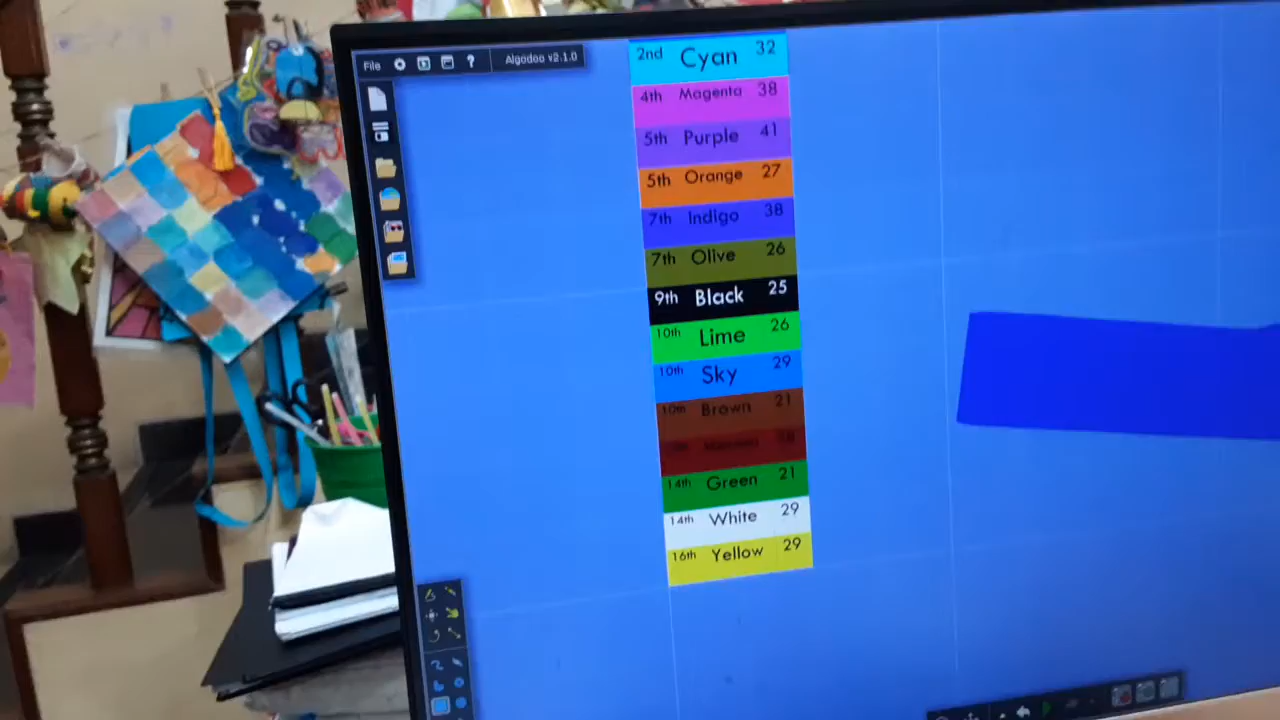 File ? Algodoo v2.1.0
2nd Cyan 32
4th Magenta 38
5th Purple 41
5th Orange 27
7th Indigo 38
7th Olive 26
9th Black 25
10th Lime 26
10th Sky 29
10th Brown 21
14th Green 21
14th White 29
16th Yellow 29